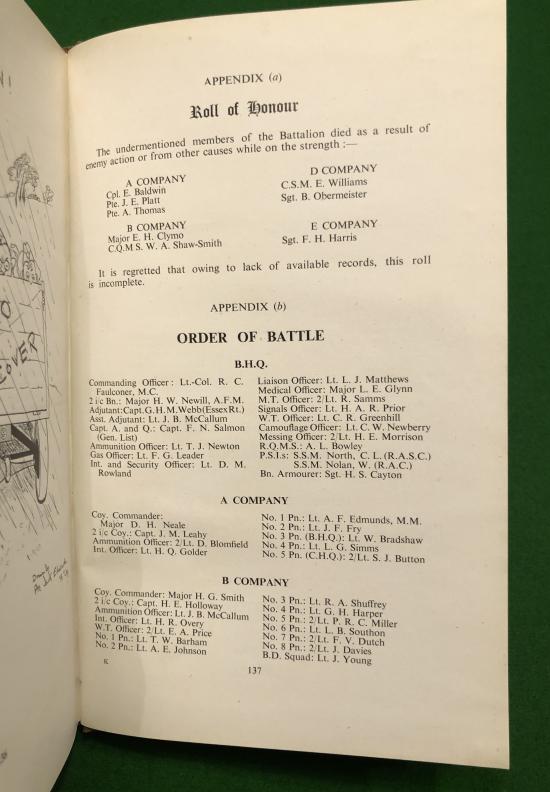 APPENDIX (a)
Roll of Honour
The undermentioned members of the Battalion died as a result of
enemy action or from other causes while on the strength :—
A COMPANY
Cpl. E. Baldwin
Pte. J. E. Platt
Pte. A. Thomas
B COMPANY
Major E. H. Clymo
C.Q.M S. W. A. Shaw-Smith
D COMPANY
C.S.M. E. Williams
Sgt. B. Obermeister
E COMPANY
Sgt. F. H. Harris
It is regretted that owing to lack of available records, this roll
is incomplete.
APPENDIX (b)
ORDER OF BATTLE
B.H.Q.
Commanding Officer : Lt.-Col. R. C.
Faulconer, M.C.
2 i/c Bn.: Major H. W. Newill, A.F.M.
Adjutant:Capt.G.H.M.Webb(Essex Rt.)
Asst. Adjutant: Lt. J. B. McCallum
Capt. A. and Q.: Capt. F. N. Salmon
(Gen. List)
Ammunition Officer: Lt. T. J. Newton
Gas Officer: Lt. F. G. Leader
Int. and Security Officer: Lt. D. M.
Rowland
Liaison Officer: Lt. L. J. Matthews
Medical Officer: Major L. E. Glynn
M.T. Officer: 2/Lt. R. Samms
Signals Officer: Lt. H. A. R. Prior
W.T. Officer: Lt. C. R. Greenhill
Camouflage Officer: Lt. C. W. Newberry
Messing Officer: 2/Lt. H. E. Morrison
R.Q.M.S.: A. L. Bowley
P.S.I.s: S.S.M. North, C. L. (R.A.S.C.)
S.S.M. Nolan, W. (R.A.C.)
Bn. Armourer: Sgt. H. S. Cayton
A COMPANY
Coy. Commander:
Major D. H. Neale
2 i/c Coy.: Capt. J. M. Leahy
Ammunition Officer: 2/Lt. D. Blomfield
Int. Officer: Lt. H. Q. Golder
No. 1 Pn.: Lt. A. F. Edmunds, M.M.
No. 2 Pn.: Lt. J. F. Fry
No. 3 Pn. (B.H.Q.): Lt. W. Bradshaw
No. 4 Pn.: Lt. L. G. Simms
No. 5 Pn. (C.H.Q.): 2/Lt. S. J. Button
B COMPANY
Coy. Commander: Major H. G. Smith
2 i/c Coy.: Capt. H. E. Holloway
Ammunition Officer: Lt. J. B. McCallum
Int. Officer: Lt. H. R. Overy
W.T. Officer: 2/Lt. E. A. Price
No. 1 Pn.: Lt. T. W. Barham
No. 2 Pn.: Lt. A. E. Johnson
No. 3 Pn.: Lt. R. A. Shuffrey
No. 4 Pn.: Lt. G. H. Harper
No. 5 Pn.: 2/Lt. P. R. C. Miller
No. 6 Pn.: Lt. L. B. Southon
No. 7 Pn.: 2/Lt. F. V. Dutch
No. 8 Pn.: 2/Lt. J. Davies
B.D. Squad: Lt. J. Young
K
137
OVER